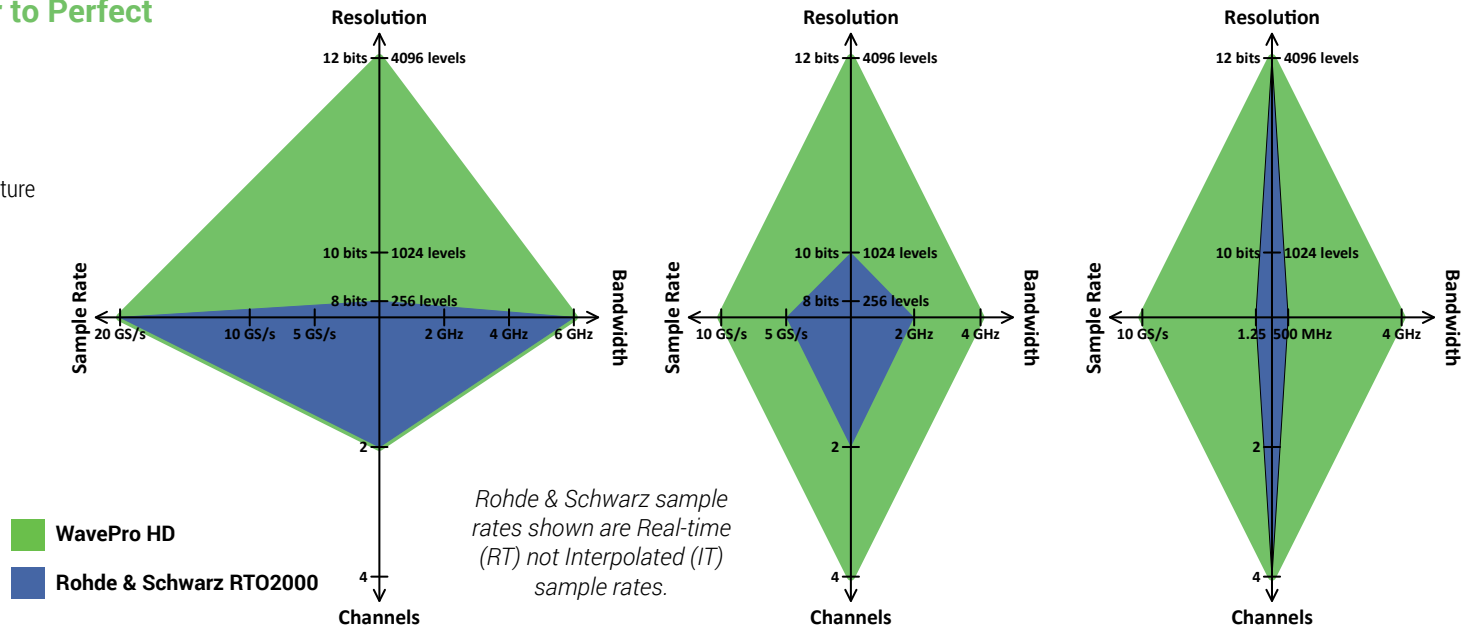 r to Perfect
ture
Resolution
12 bits 4096 levels
10 bits 1024 levels
8 bits 256 levels
Sample Rate
Bandwidth
20 GS/s 10 GS/s 5 GS/s 2 GHz 4 GHz 6 GHz
2
4
Channels
WavePro HD
Rohde & Schwarz RTO2000
Rohde & Schwarz sample
rates shown are Real-time
(RT) not Interpolated (IT)
sample rates.
Resolution
12 bits 4096 levels
10 bits 1024 levels
8 bits 256 levels
Sample Rate
Bandwidth
10 GS/s 5 GS/s 2 GHz 4 GHz
2
4
Channels
Resolution
12 bits 4096 levels
10 bits 1024 levels
Sample Rate
Bandwidth
10 GS/s 1.25 500 MHz 4 GHz
2
4
Channels